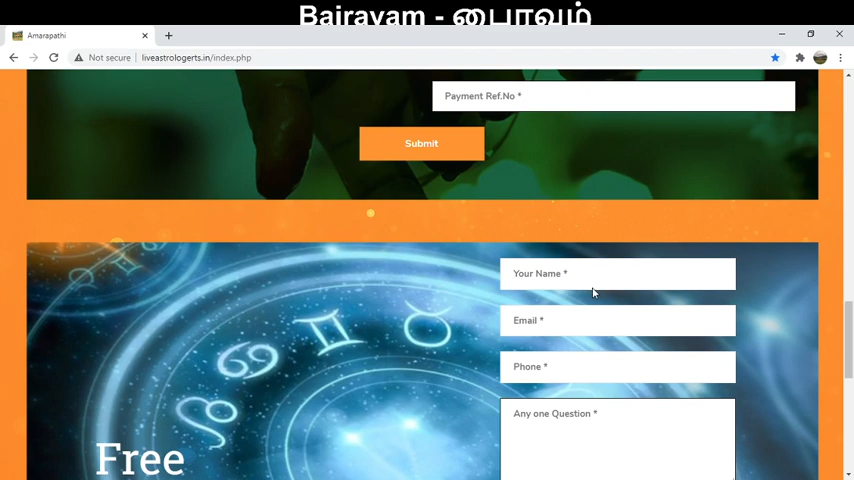 Bairavam - பைரவம்
Amarapathi
Not secure
liveastrologerts.in/index.php
Payment Ref.No *
Submit
Your Name *
Email *
Phone *
Any one Question *
Free